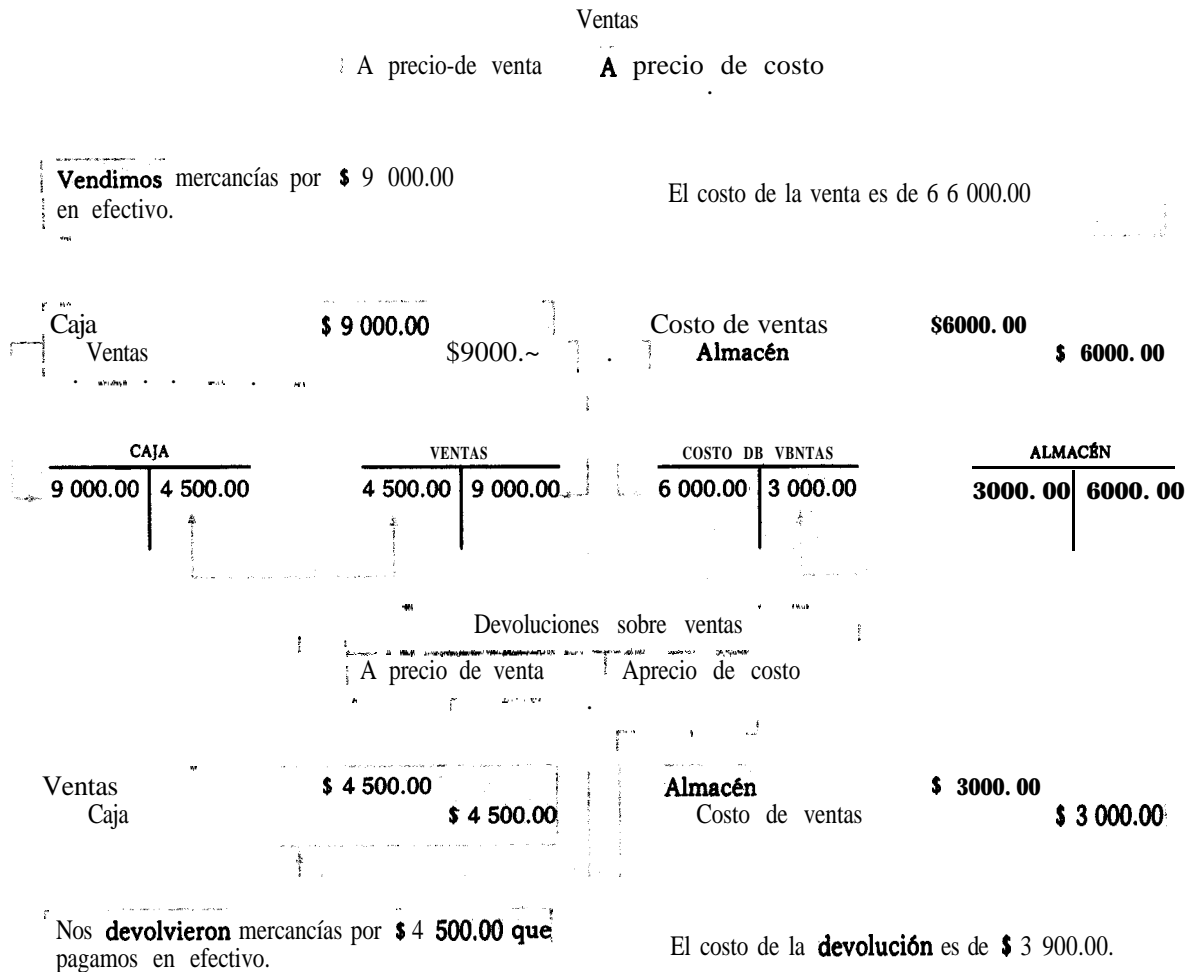 Ventas
A precio-de venta A precio de costo
Vendimos mercancías por $ 9 000.00
en efectivo.
El costo de la venta es de 6 6 000.00
Caja $ 9 000.00
Ventas $9000.~
Costo de ventas $6000. 00
Almacén $ 6000. 00
CAJA VENTAS COSTO DB VBNTAS ALMACÉN
9 000.00 4 500.00 4 500.00 9 000.00 6 000.00 3 000.00 3000. 00 6000. 00
Devoluciones sobre ventas
A precio de venta Aprecio de costo
Ventas $ 4 500.00
Caja $ 4 500.00
Almacén $ 3000. 00
Costo de ventas $ 3 000.00
Nos devolvieron mercancías por $ 4 500.00 que
pagamos en efectivo.
El costo de la devolución es de $ 3 900.00.